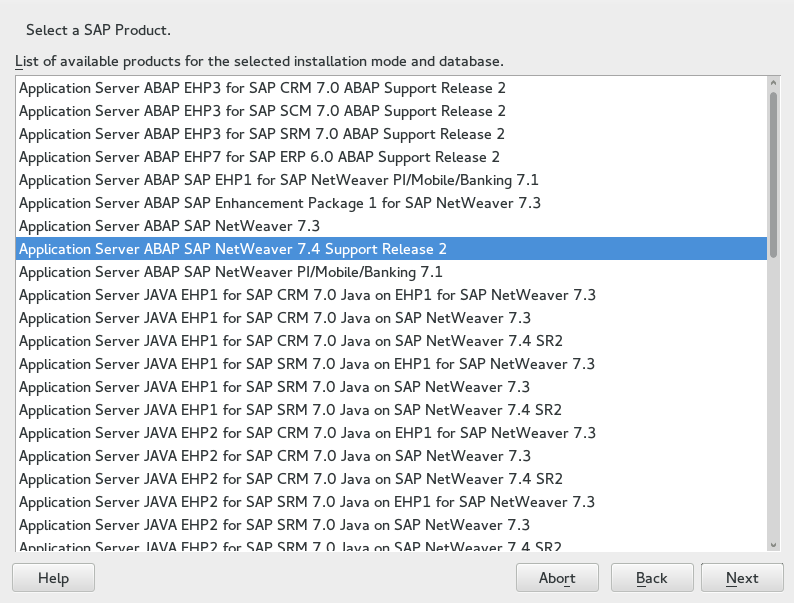 Select a SAP Product.
List of available products for the selected installation mode and database.
Application Server ABAP EHP3 for SAP CRM 7.0 ABAP Support Release 2
Application Server ABAP EHP3 for SAP SCM 7.0 ABAP Support Release 2
Application Server ABAP EHP3 for SAP SRM 7.0 ABAP Support Release 2
Application Server ABAP EHP7 for SAP ERP 6.0 ABAP Support Release 2
Application Server ABAP SAP EHP1 for SAP NetWeaver PI/Mobile/Banking 7.1
Application Server ABAP SAP Enhancement Package 1 for SAP NetWeaver 7.3
Application Server ABAP SAP NetWeaver 7.3
Application Server ABAP SAP NetWeaver 7.4 Support Release 2
Application Server ABAP SAP NetWeaver PI/Mobile/Banking 7.1
Application Server JAVA EHP1 for SAP CRM 7.0 Java on EHP1 for SAP NetWeaver 7.3
Application Server JAVA EHP1 for SAP CRM 7.0 Java on SAP NetWeaver 7.3
Application Server JAVA EHP1 for SAP CRM 7.0 Java on SAP NetWeaver 7.4 SR2
Application Server JAVA EHP1 for SAP SRM 7.0 Java on EHP1 for SAP NetWeaver 7.3
Application Server JAVA EHP1 for SAP SRM 7.0 Java on SAP NetWeaver 7.3
Application Server JAVA EHP1 for SAP SRM 7.0 Java on SAP NetWeaver 7.4 SR2
Application Server JAVA EHP2 for SAP CRM 7.0 Java on EHP1 for SAP NetWeaver 7.3
Application Server JAVA EHP2 for SAP CRM 7.0 Java on SAP NetWeaver 7.3
Application Server JAVA EHP2 for SAP CRM 7.0 Java on SAP NetWeaver 7.4 SR2
Application Server JAVA EHP2 for SAP SRM 7.0 Java on EHP1 for SAP NetWeaver 7.3
Application Server JAVA EHP2 for SAP SRM 7.0 Java on SAP NetWeaver 7.3
Application Server JAVA EHP2 for SAP SRM 7.0 Java on SAP NetWeaver 7.4 SR2
Help Abort Back Next